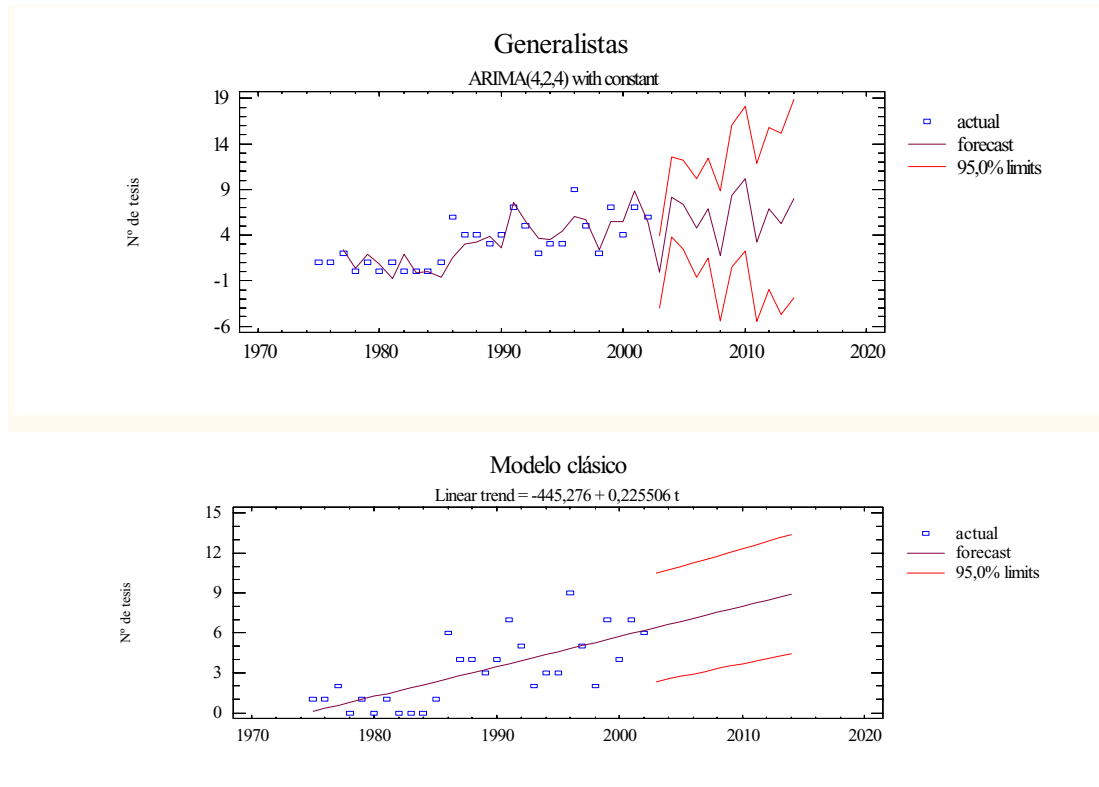 Generalistas
ARIMA(4,2,4) with constant
19
14
9
4
-1
-6
Nº de tesis
1970 1980 1990 2000 2010 2020
actual
forecast
95,0% limits
Modelo clásico
Linear trend = -445,276 + 0,225506 t
15
12
9
6
3
0
Nº de tesis
1970 1980 1990 2000 2010 2020
actual
forecast
95,0% limits